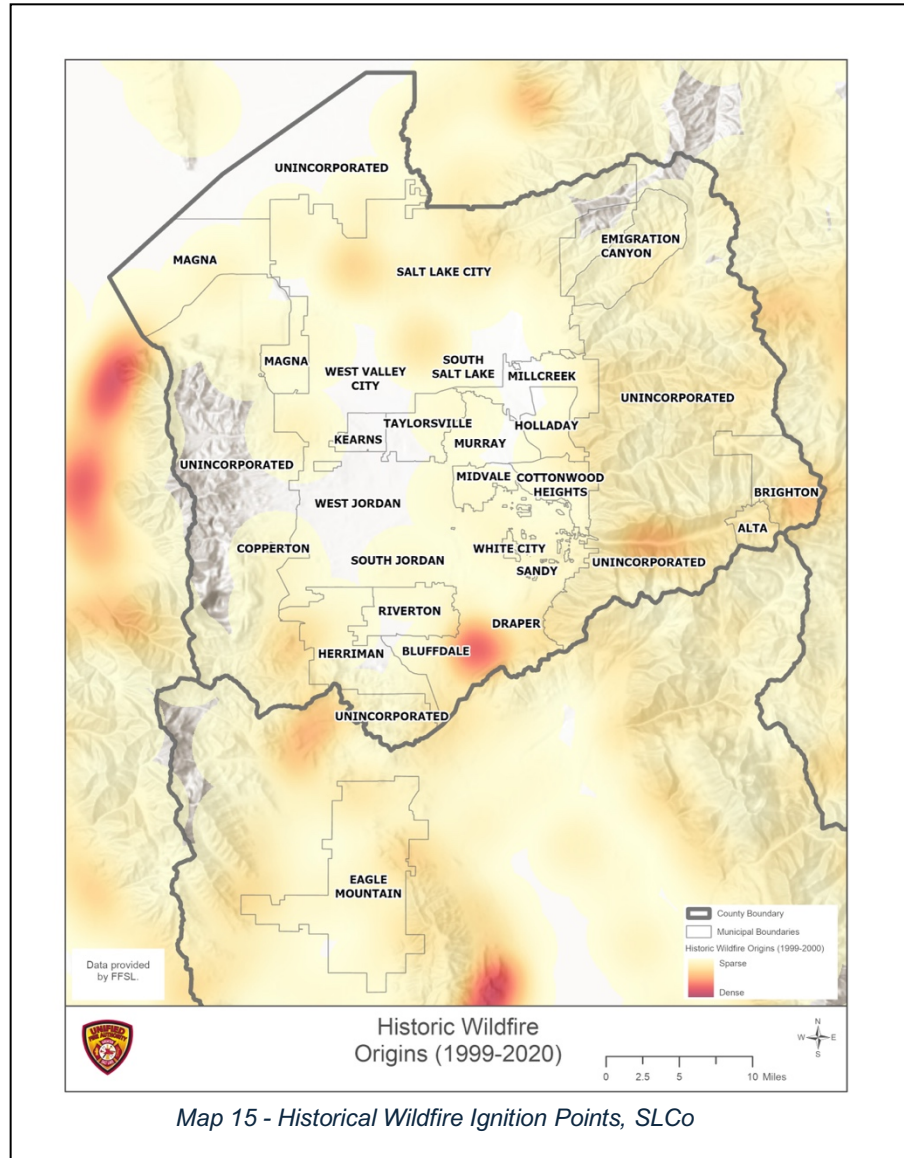 UNINCORPORATED
MAGNA
EMIGRATION
CANYON
SALT LAKE CITY
MAGNA
WEST VALLEY
CITY
SOUTH
SALT LAKE
MILLCREEK
UNINCORPORATED
TAYLORSVILLE
HOLLADAY
KEARNS
MURRAY
UNINCORPORATED
MIDVALE
COTTONWOOD
HEIGHTS
BRIGHTON
WEST JORDAN
ALTA
COPPERTON
WHITE CITY
SOUTH JORDAN
UNINCORPORATED
SANDY
RIVERTON
DRAPER
HERRIMAN
BLUFFDALE
UNINCORPORATED
EAGLE
MOUNTAIN
County Boundary
Municipal Boundaries
Historic Wildfire Origins (1999-2000)
Sparse
Dense
Data provided
by FFSL.
UNIFIED
FIRE AUTHORITY
Historic Wildfire
Origins (1999-2020)
N
W E
S
0 2.5 5 10 Miles
Map 15 - Historical Wildfire Ignition Points, SLCo